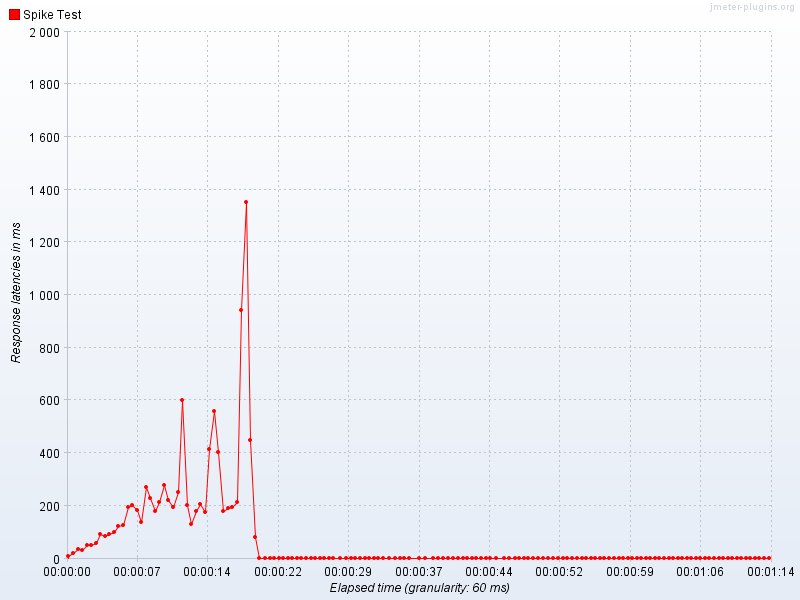 jmeter-plugins.org
Spike Test
2 000
1 800
1 600
1 400
1 200
1 000
800
600
400
200
0
Response latencies in ms
00:00:00 00:00:07 00:00:14 00:00:22 00:00:29 00:00:37 00:00:44 00:00:52 00:00:59 00:01:06 00:01:14
Elapsed time (granularity: 60 ms)